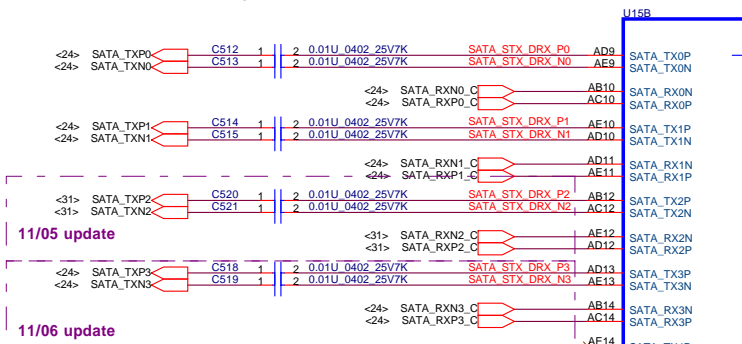 U15B
<24> SATA_TXP0 C512 1 2 0.01U_0402_25V7K SATA_STX_DRX_P0 AD9 SATA_TX0P
<24> SATA_TXN0 C513 1 2 0.01U_0402_25V7K SATA_STX_DRX_N0 AE9 SATA_TX0N
<24> SATA_RXN0_C AB10 SATA_RX0N
<24> SATA_RXP0_C AC10 SATA_RX0P
<24> SATA_TXP1 C514 1 2 0.01U_0402_25V7K SATA_STX_DRX_P1 AE10 SATA_TX1P
<24> SATA_TXN1 C515 1 2 0.01U_0402_25V7K SATA_STX_DRX_N1 AD10 SATA_TX1N
<24> SATA_RXN1_C AD11 SATA_RX1N
<24> SATA_RXP1_C AE11 SATA_RX1P
<31> SATA_TXP2 C520 1 2 0.01U_0402_25V7K SATA_STX_DRX_P2 AB12 SATA_TX2P
<31> SATA_TXN2 C521 1 2 0.01U_0402_25V7K SATA_STX_DRX_N2 AC12 SATA_TX2N
11/05 update
<31> SATA_RXN2_C AE12 SATA_RX2N
<31> SATA_RXP2_C AD12 SATA_RX2P
<24> SATA_TXP3 C518 1 2 0.01U_0402_25V7K SATA_STX_DRX_P3 AD13 SATA_TX3P
<24> SATA_TXN3 C519 1 2 0.01U_0402_25V7K SATA_STX_DRX_N3 AE13 SATA_TX3N
<24> SATA_RXN3_C AB14 SATA_RX3N
<24> SATA_RXP3_C AC14 SATA_RX3P
11/06 update
AE14